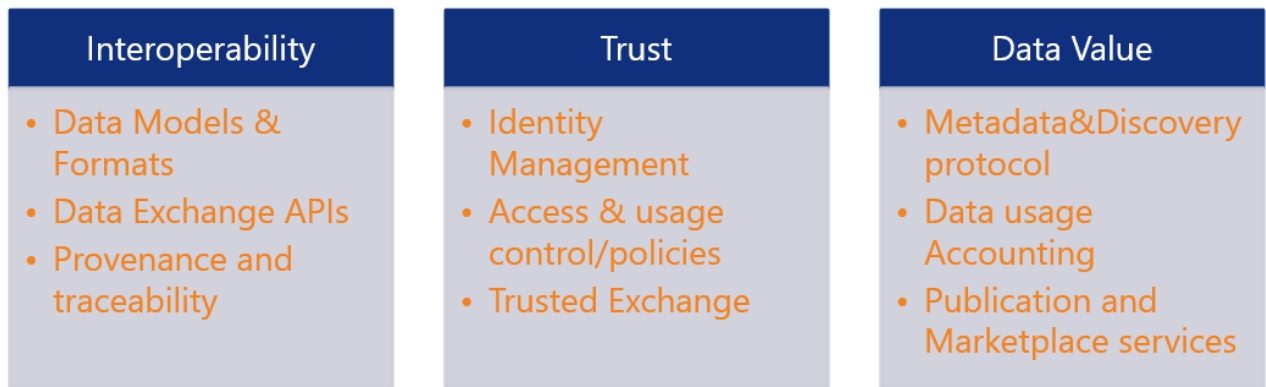 Interoperability
• Data Models &
Formats
• Data Exchange APIs
• Provenance and
traceability
Trust
• Identity
Management
• Access & usage
control/policies
• Trusted Exchange
Data Value
• Metadata&Discovery
protocol
• Data usage
Accounting
• Publication and
Marketplace services